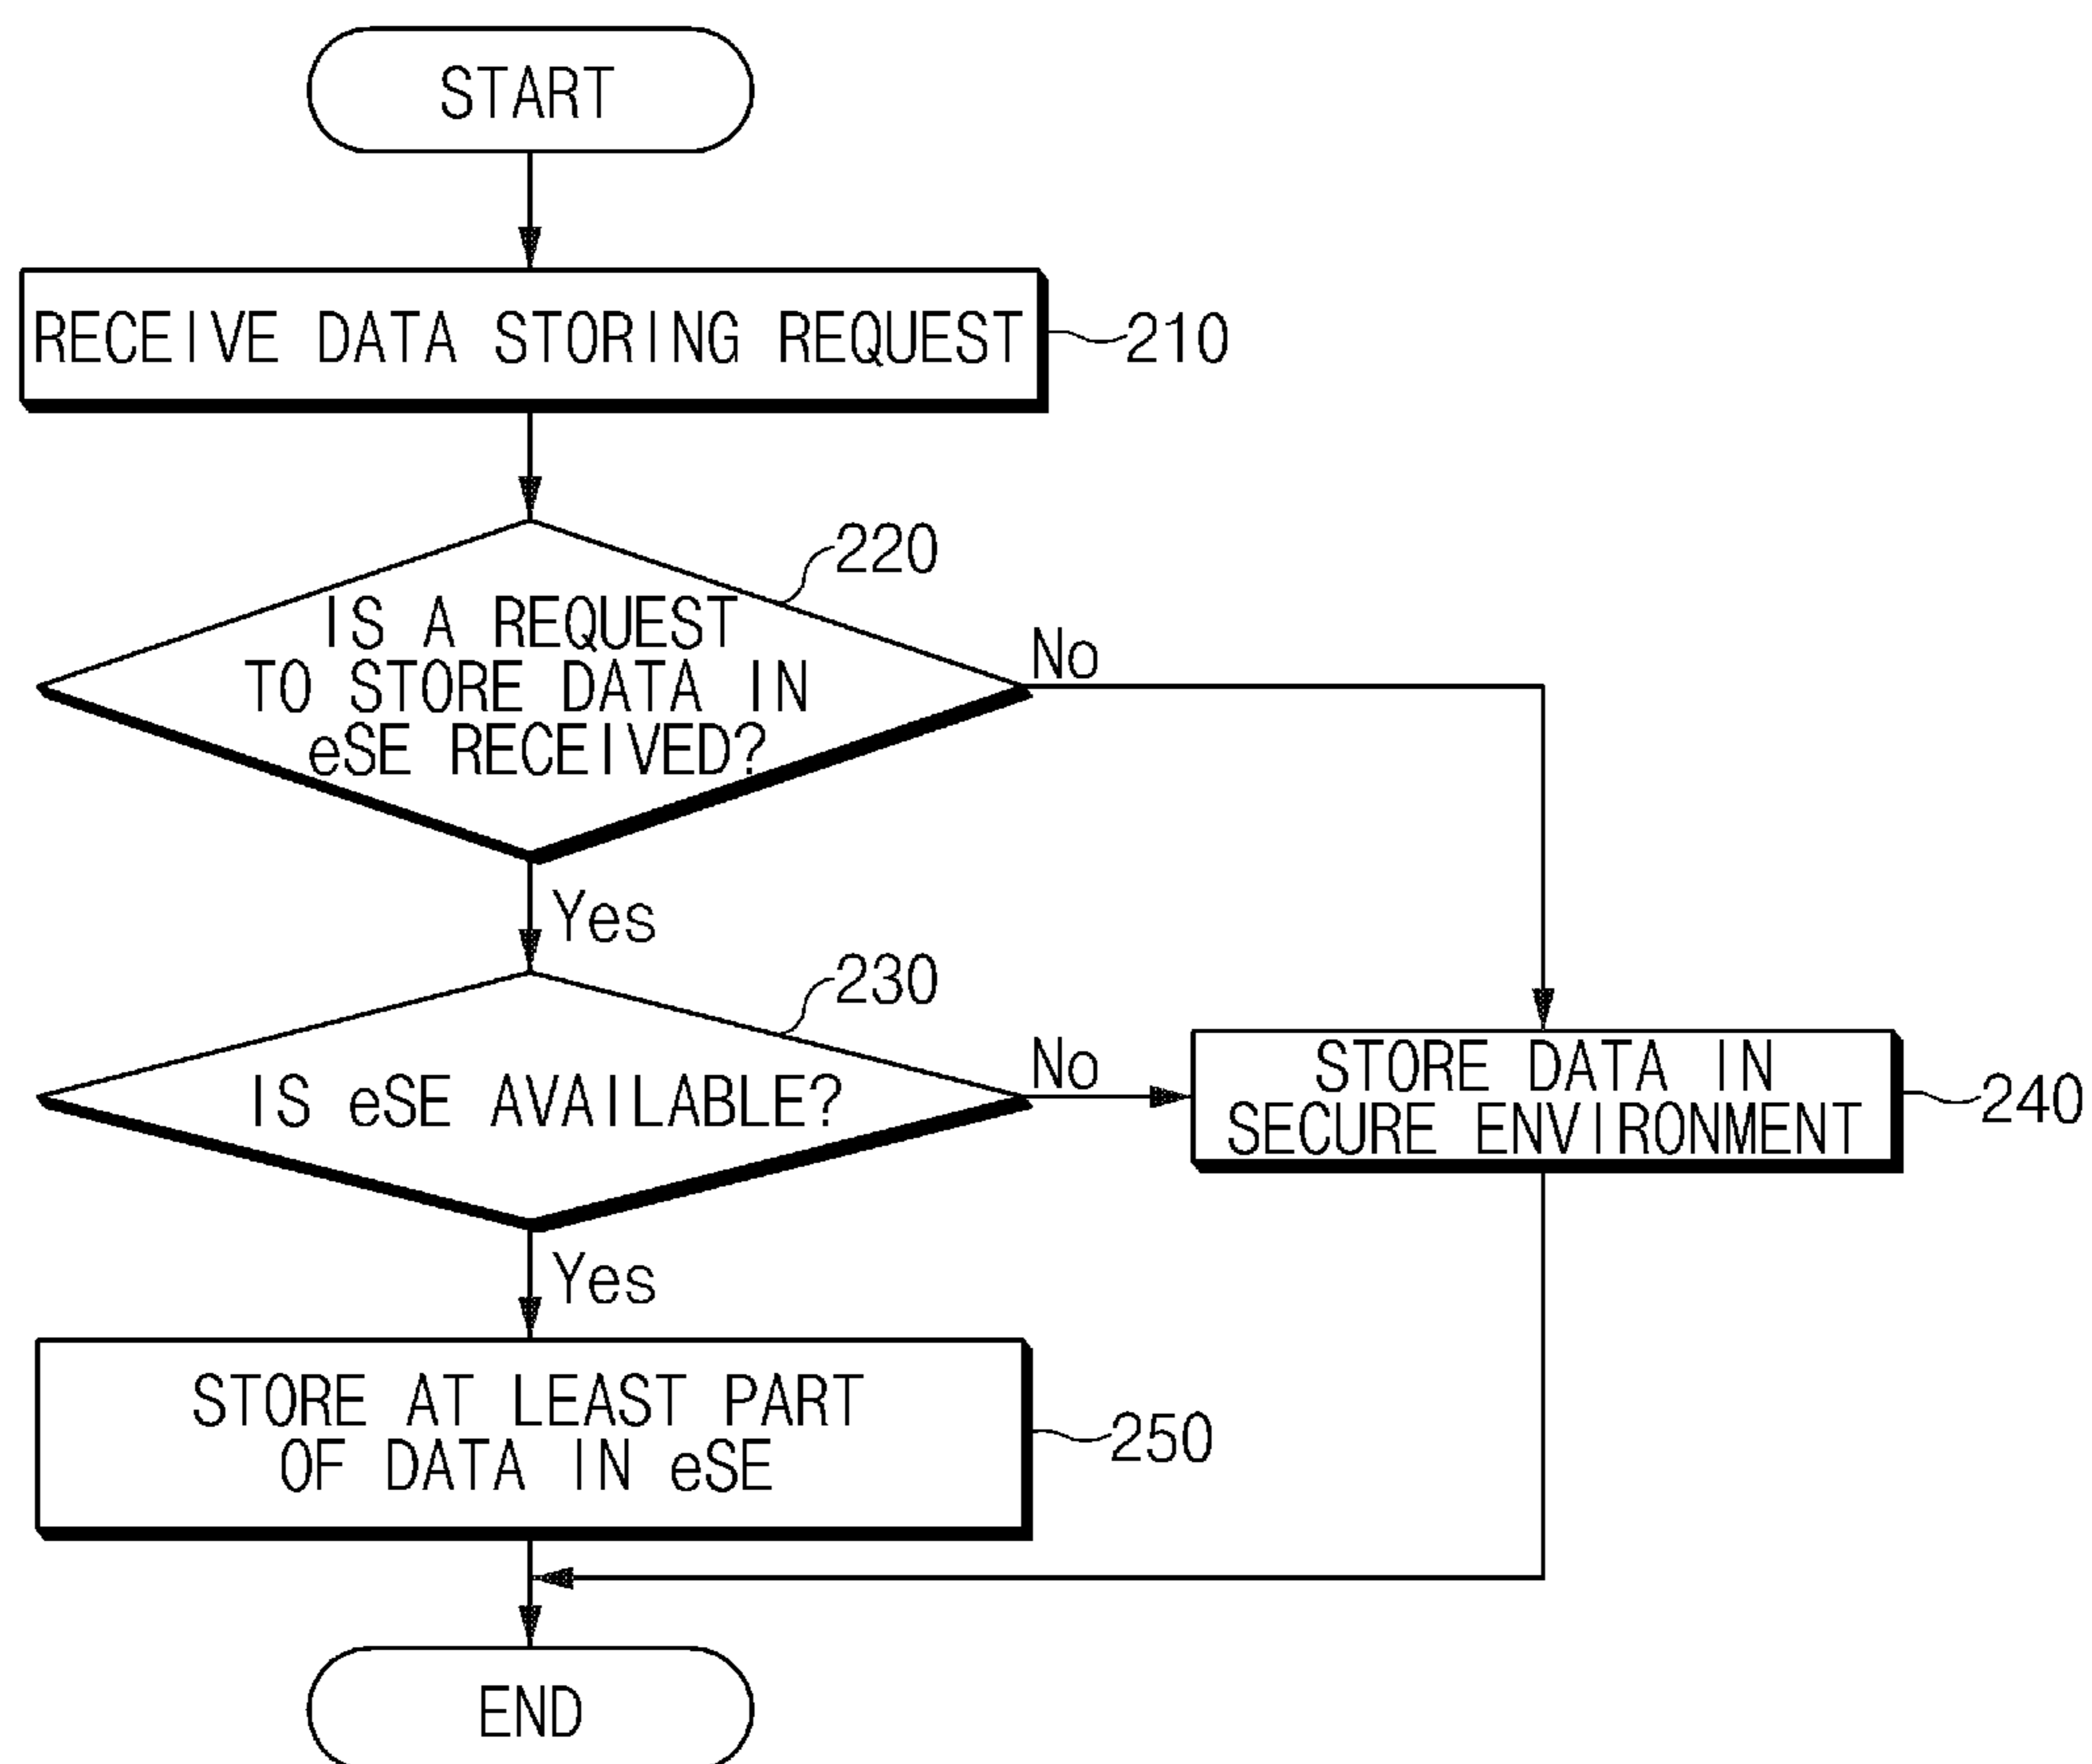 START
RECEIVE DATA STORING REQUEST
210
220
IS A REQUEST
TO STORE DATA IN
eSE RECEIVED?
No
Yes
230
IS eSE AVAILABLE?
No
STORE DATA IN
SECURE ENVIRONMENT
240
Yes
STORE AT LEAST PART
OF DATA IN eSE
250
END